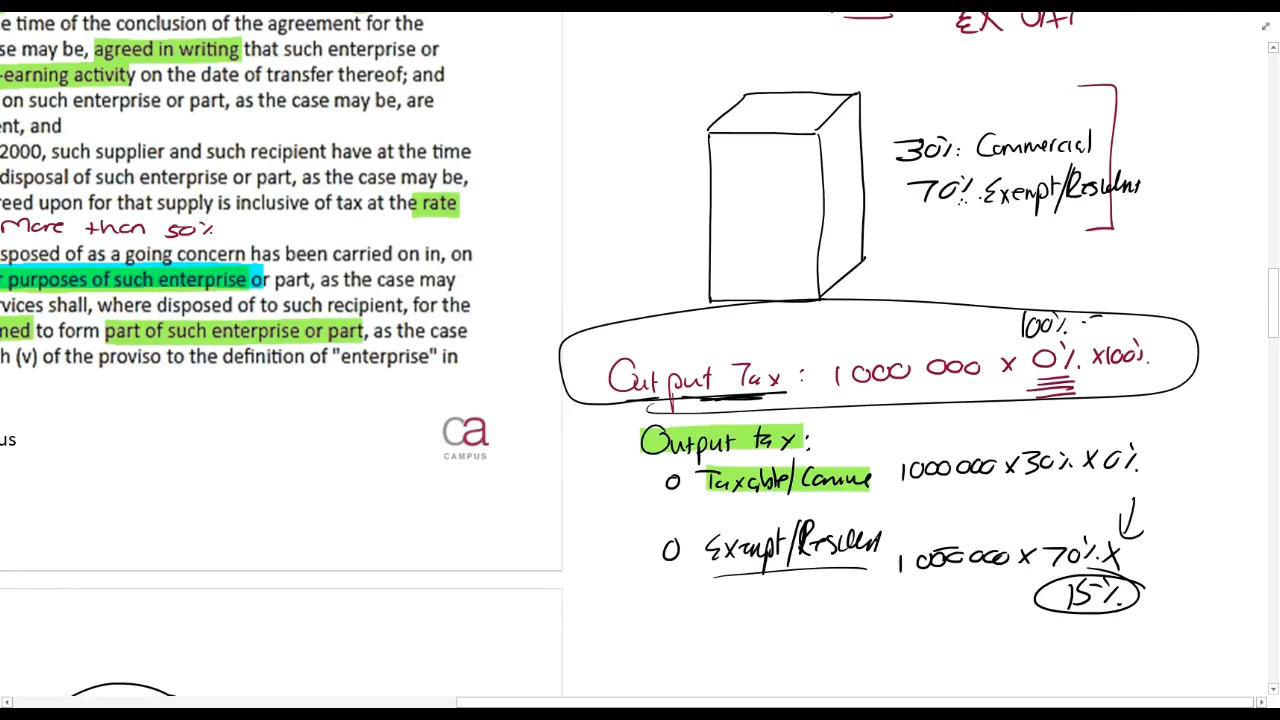 e time of the conclusion of the agreement for the
se may be, agreed in writing that such enterprise or
-earning activity on the date of transfer thereof; and
on such enterprise or part, as the case may be, are
ent, and
2000, such supplier and such recipient have at the time
disposal of such enterprise or part, as the case may be,
reed upon for that supply is inclusive of tax at the rate
More than 50%
sposed of as a going concern has been carried on in, on
r purposes of such enterprise or part, as the case may
rvices shall, where disposed of to such recipient, for the
med to form part of such enterprise or part, as the case
h (v) of the proviso to the definition of "enterprise" in
us
ca
CAMPUS
30%: Commercial
70%: Exempt/Resident
100%
Output Tax: 1 000 000 x 0% x 100%
Output tax:
o Taxable/Comme 1 000 000 x 30% x 0%
o Exempt/Resident 1 000 000 x 70% x
15%